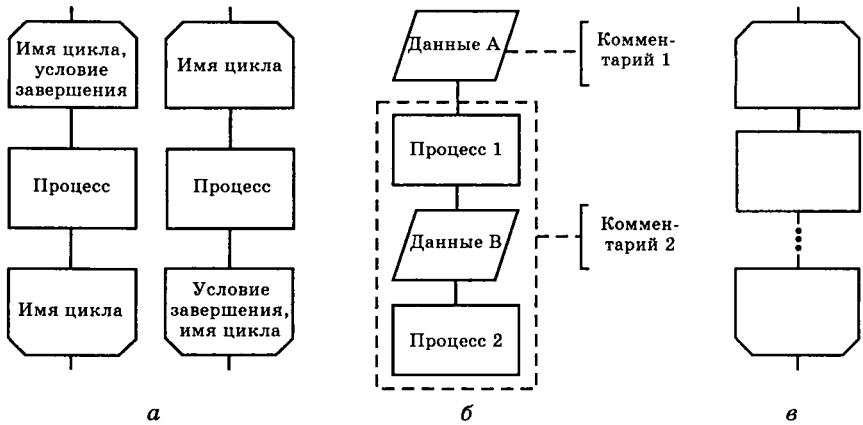 Имя цикла,
условие
завершения
Процесс
Имя цикла
Имя цикла
Процесс
Условие
завершения,
имя цикла
а
Данные А
Коммен-
тарий 1
Процесс 1
Данные В
Коммен-
тарий 2
Процесс 2
б
в